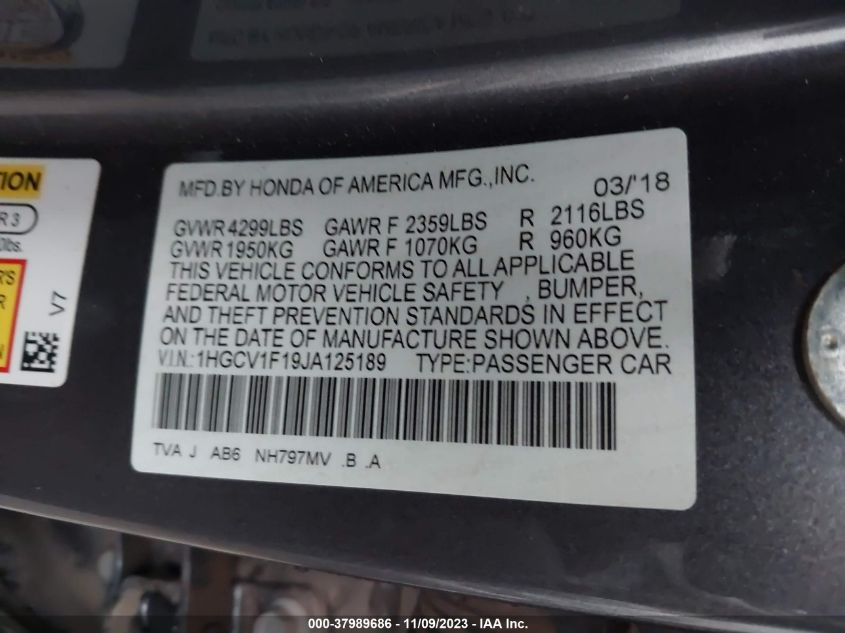 TION
R 3
0lbs.
R'S
R
V7
MFD.BY HONDA OF AMERICA MFG.,INC. 03/'18
GVWR 4299LBS GAWR F 2359LBS R 2116LBS
GVWR 1950KG GAWR F 1070KG R 960KG
THIS VEHICLE CONFORMS TO ALL APPLICABLE
FEDERAL MOTOR VEHICLE SAFETY , BUMPER,
AND THEFT PREVENTION STANDARDS IN EFFECT
ON THE DATE OF MANUFACTURE SHOWN ABOVE.
V.I.N.:1HGCV1F19JA125189 TYPE:PASSENGER CAR
TVA J AB6 NH797MV .B .A
000-37989686 - 11/09/2023 - IAA Inc.